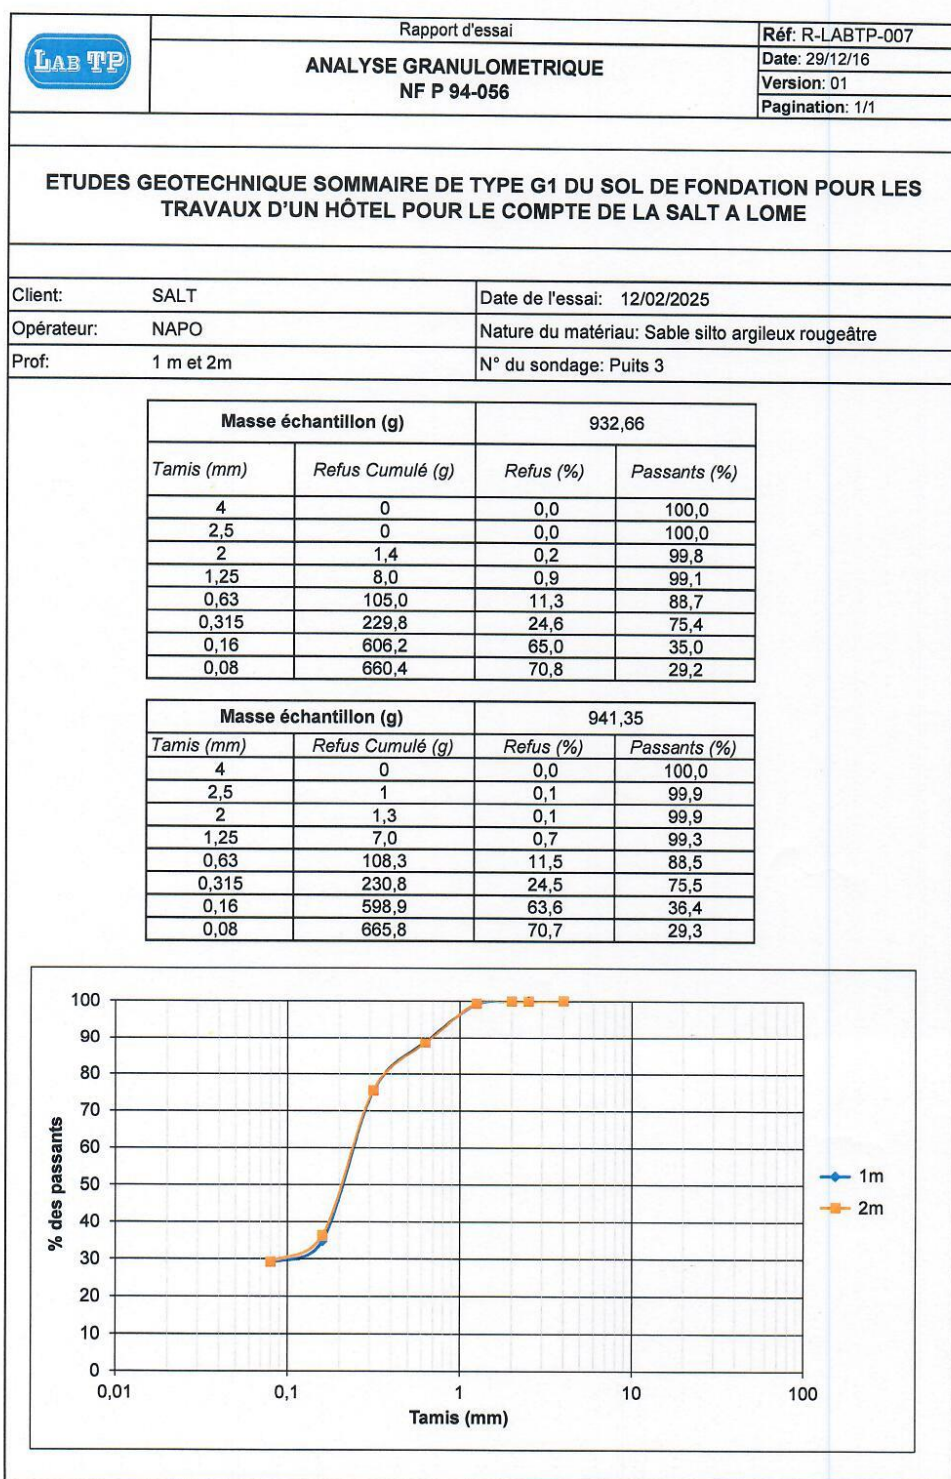 LAB TP
Rapport d'essai
ANALYSE GRANULOMETRIQUE
NF P 94-056
Réf: R-LABTP-007
Date: 29/12/16
Version: 01
Pagination: 1/1
ETUDES GEOTECHNIQUE SOMMAIRE DE TYPE G1 DU SOL DE FONDATION POUR LES
TRAVAUX D'UN HÔTEL POUR LE COMPTE DE LA SALT A LOME
Client: SALT Date de l'essai: 12/02/2025
Opérateur: NAPO Nature du matériau: Sable silto argileux rougeâtre
Prof: 1 m et 2m N° du sondage: Puits 3
Masse échantillon (g) 932,66
Tamis (mm) Refus Cumulé (g) Refus (%) Passants (%)
4 0 0,0 100,0
2,5 0 0,0 100,0
2 1,4 0,2 99,8
1,25 8,0 0,9 99,1
0,63 105,0 11,3 88,7
0,315 229,8 24,6 75,4
0,16 606,2 65,0 35,0
0,08 660,4 70,8 29,2
Masse échantillon (g) 941,35
Tamis (mm) Refus Cumulé (g) Refus (%) Passants (%)
4 0 0,0 100,0
2,5 1 0,1 99,9
2 1,3 0,1 99,9
1,25 7,0 0,7 99,3
0,63 108,3 11,5 88,5
0,315 230,8 24,5 75,5
0,16 598,9 63,6 36,4
0,08 665,8 70,7 29,3
100
90
80
70
60
50
40
30
20
10
0
% des passants
0,01 0,1 1 10 100
Tamis (mm)
1m
2m